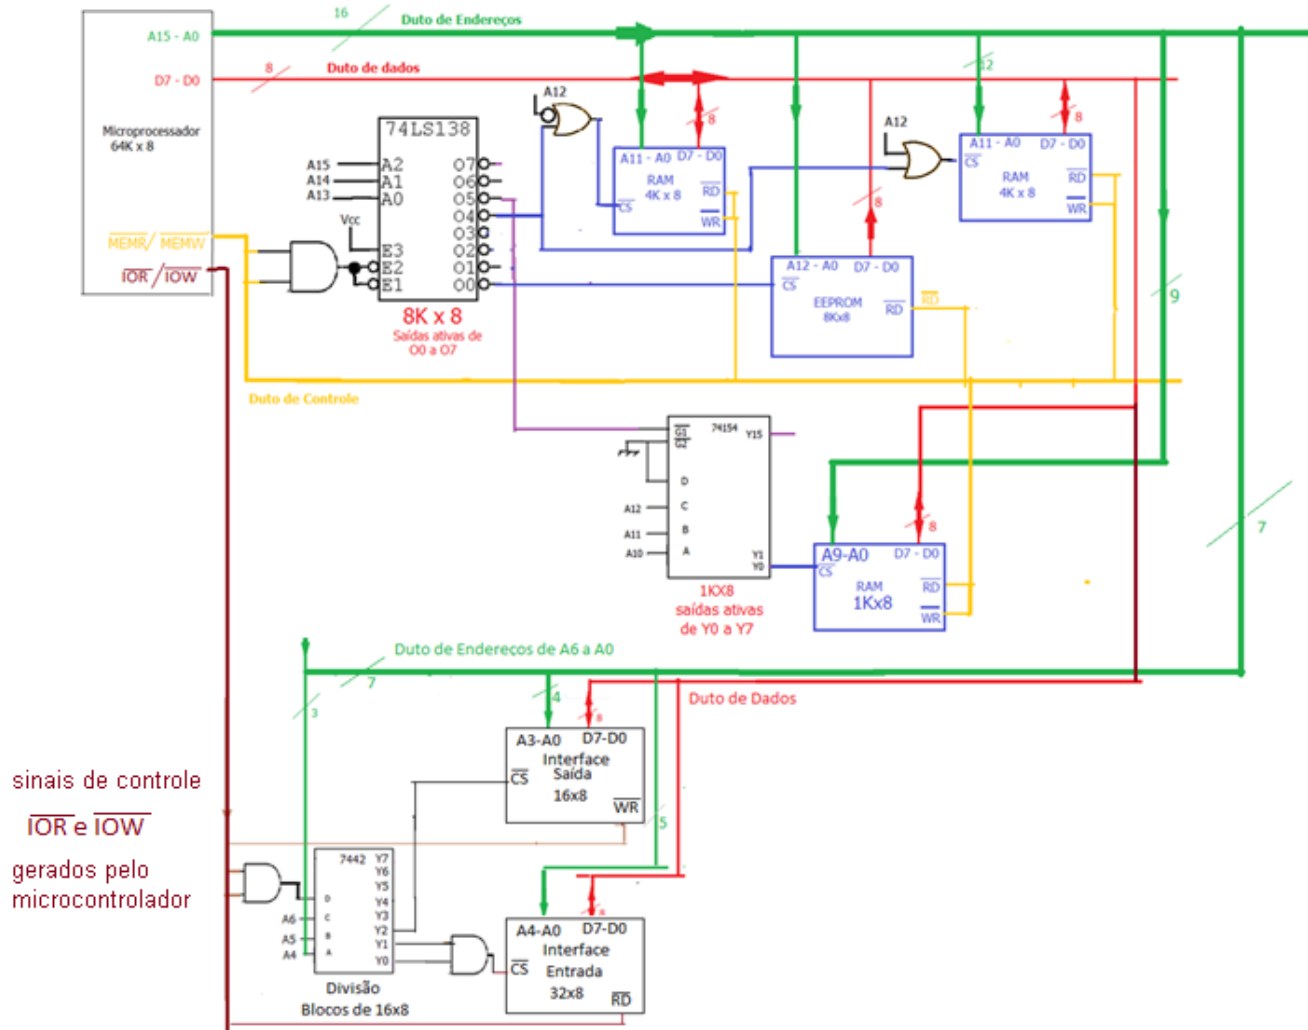 16
Duto de Endereços
A15 - A0
12
8
Duto de dados
D7 - D0
A12
8
8
Microprocessador
64K x 8
74LS138
A12
A15
A2
O7
A14
A1
O6
A13
A0
O5
O4
Vcc
O3
E3
O2
E2
O1
E1
O0
A11 - A0 D7 - D0
RAM
4K x 8
CS
RD
WR
A11 - A0 D7 - D0
CS
RAM
4K x 8
RD
WR
8
MEMR / MEMW
IOR / IOW
A12 - A0 D7 - D0
CS
EEPROM
8Kx8
RD
RD
9
8K x 8
Saídas ativas de
O0 a O7
Duto de Controle
G1
G2
74154
Y15
D
A12
C
A11
B
A10
A
Y1
Y0
8
7
A9-A0 D7 - D0
CS
RAM
1Kx8
RD
WR
1KX8
saídas ativas
de Y0 a Y7
Duto de Endereços de A6 a A0
7
4
3
8
Duto de Dados
A3-A0 D7-D0
Interface
Saída
16x8
CS
WR
5
sinais de controle
IOR e IOW
gerados pelo
microcontrolador
7442
Y7
Y6
Y5
D
Y4
A6
C
Y3
Y2
A5
B
Y1
A4
A
Y0
8
A4-A0 D7-D0
Interface
Entrada
32x8
CS
RD
Divisão
Blocos de 16x8